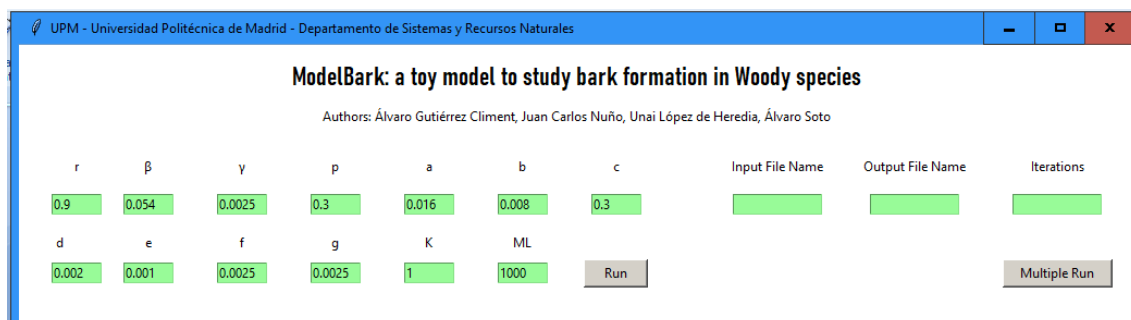 UPM - Universidad Politécnica de Madrid - Departamento de Sistemas y Recursos Naturales
ModelBark: a toy model to study bark formation in Woody species
Authors: Álvaro Gutiérrez Climent, Juan Carlos Nuño, Unai López de Heredia, Álvaro Soto
r β γ p a b c Input File Name Output File Name Iterations
0.9 0.054 0.0025 0.3 0.016 0.008 0.3
d e f g K ML
0.002 0.001 0.0025 0.0025 1 1000 Run Multiple Run